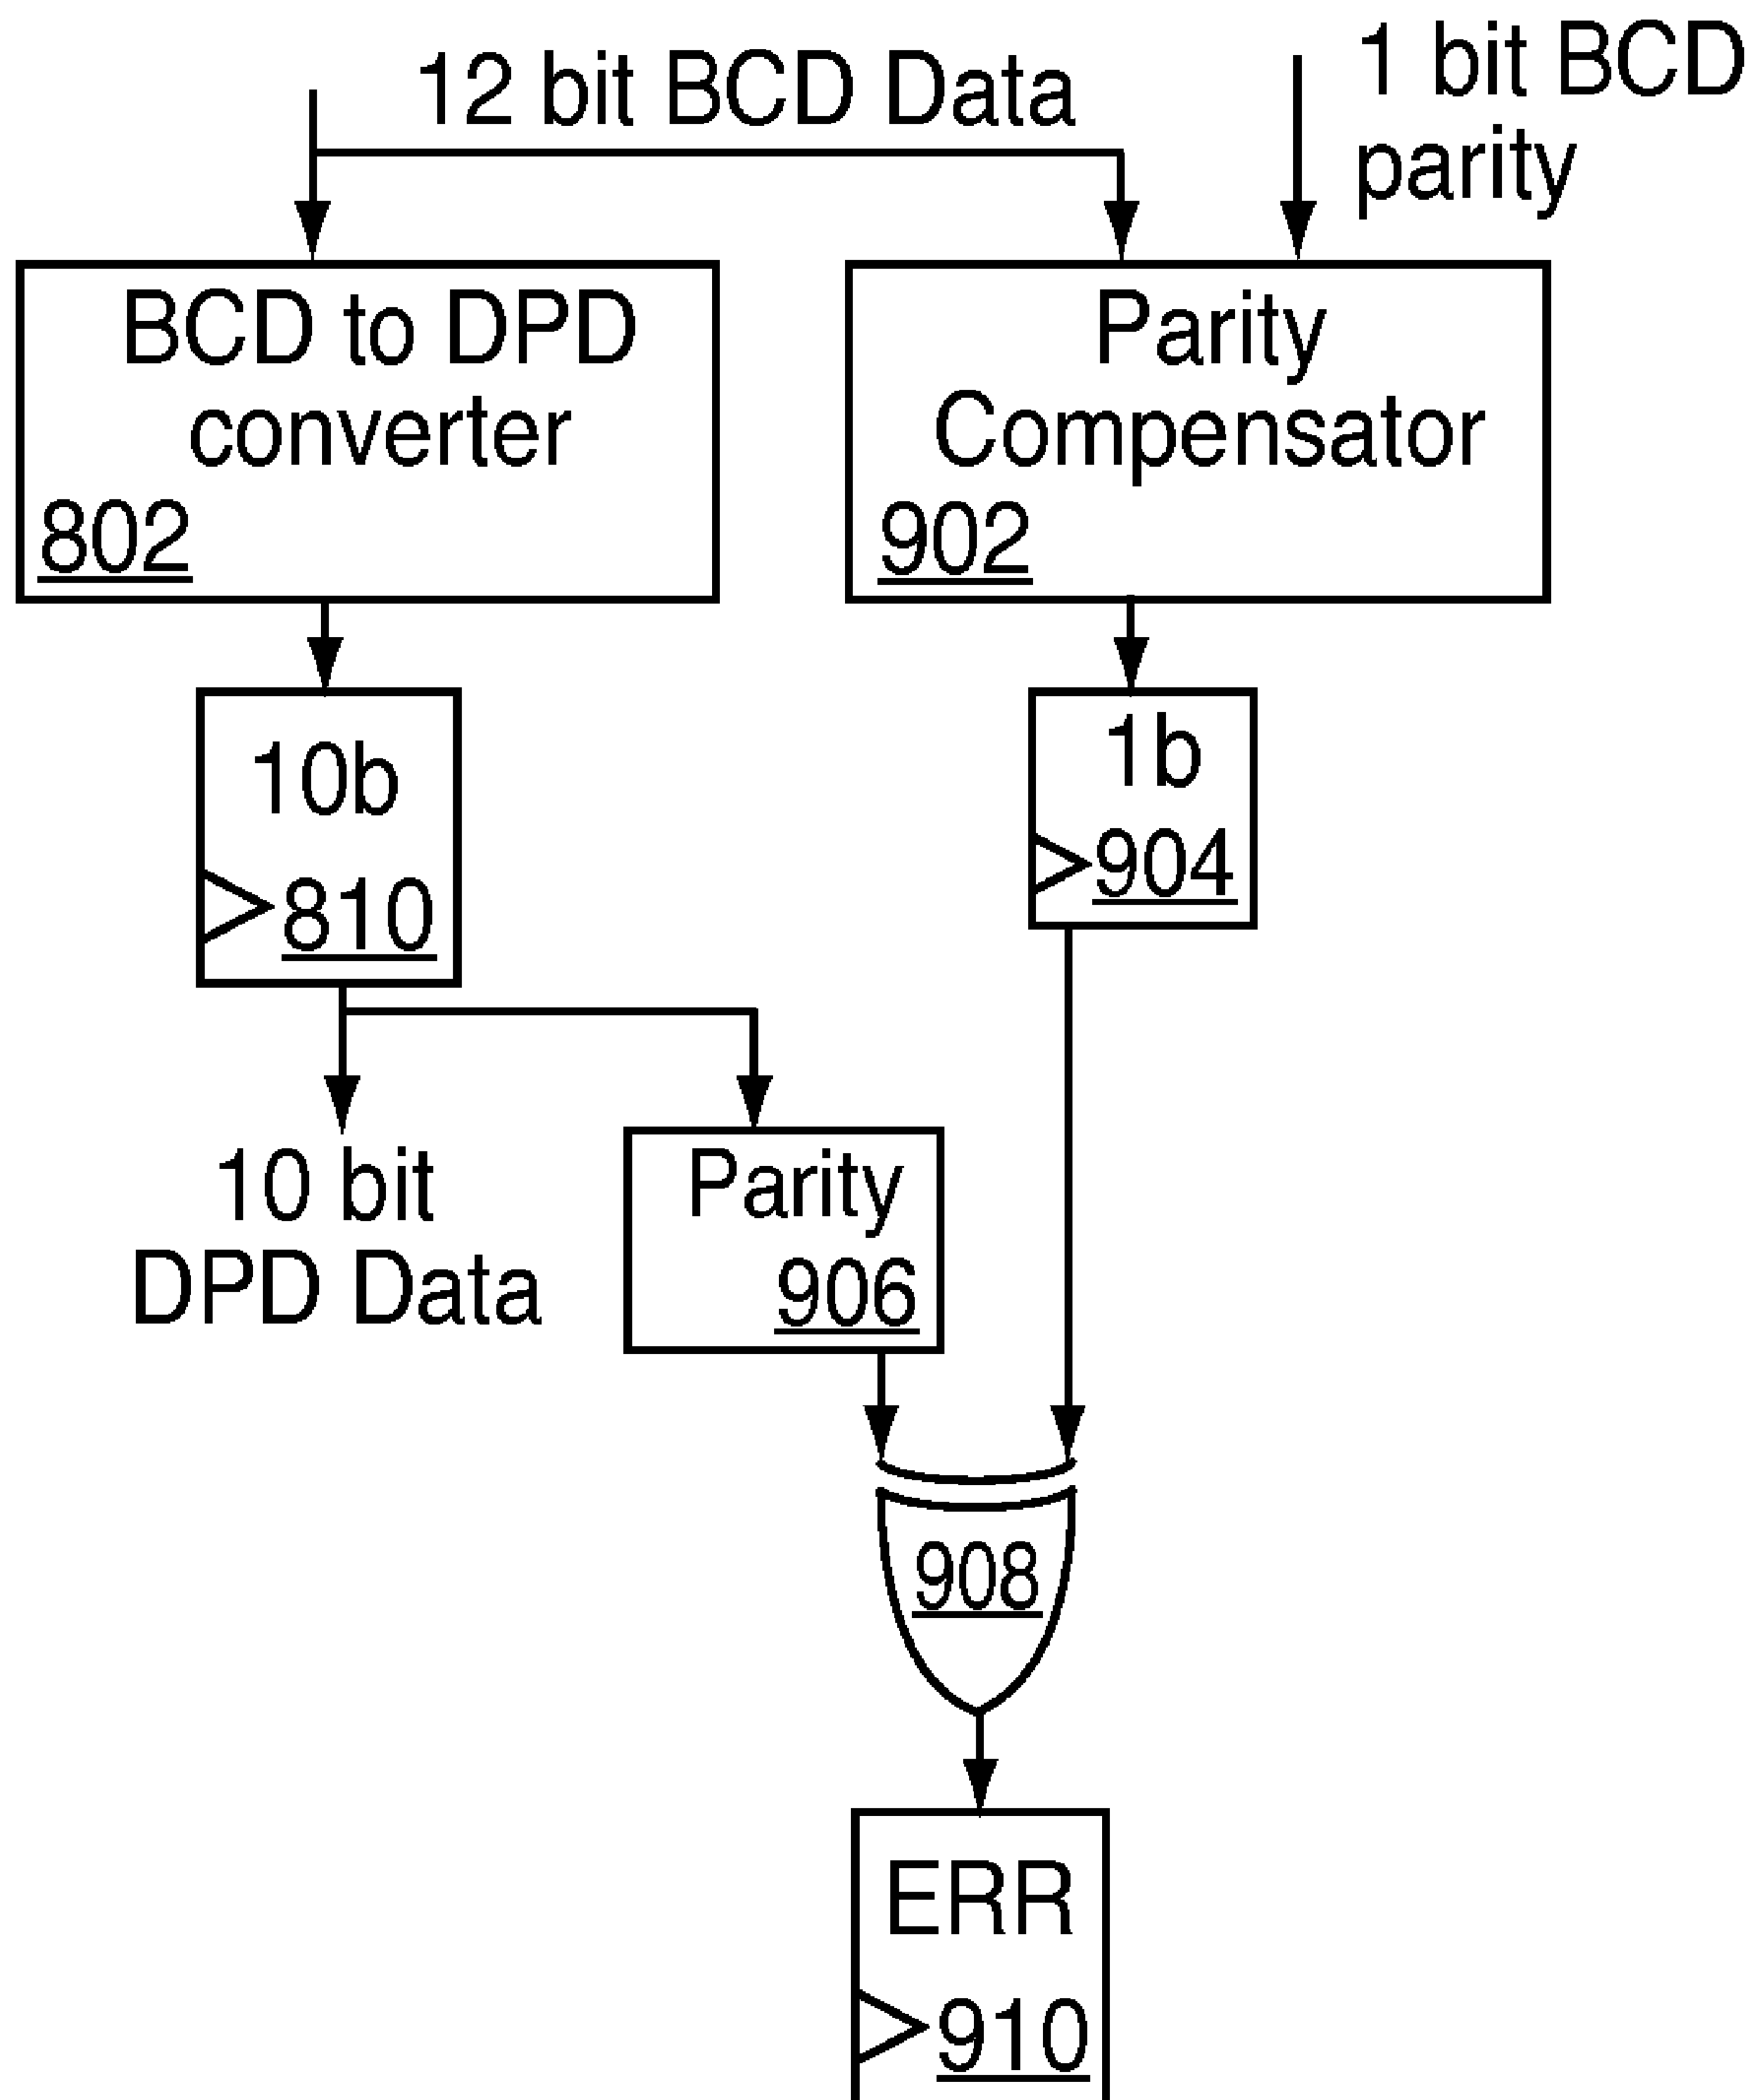 12 bit BCD Data
1 bit BCD
parity
BCD to DPD
converter
802
Parity
Compensator
902
10b
810
1b
904
10 bit
DPD Data
Parity
906
908
ERR
910